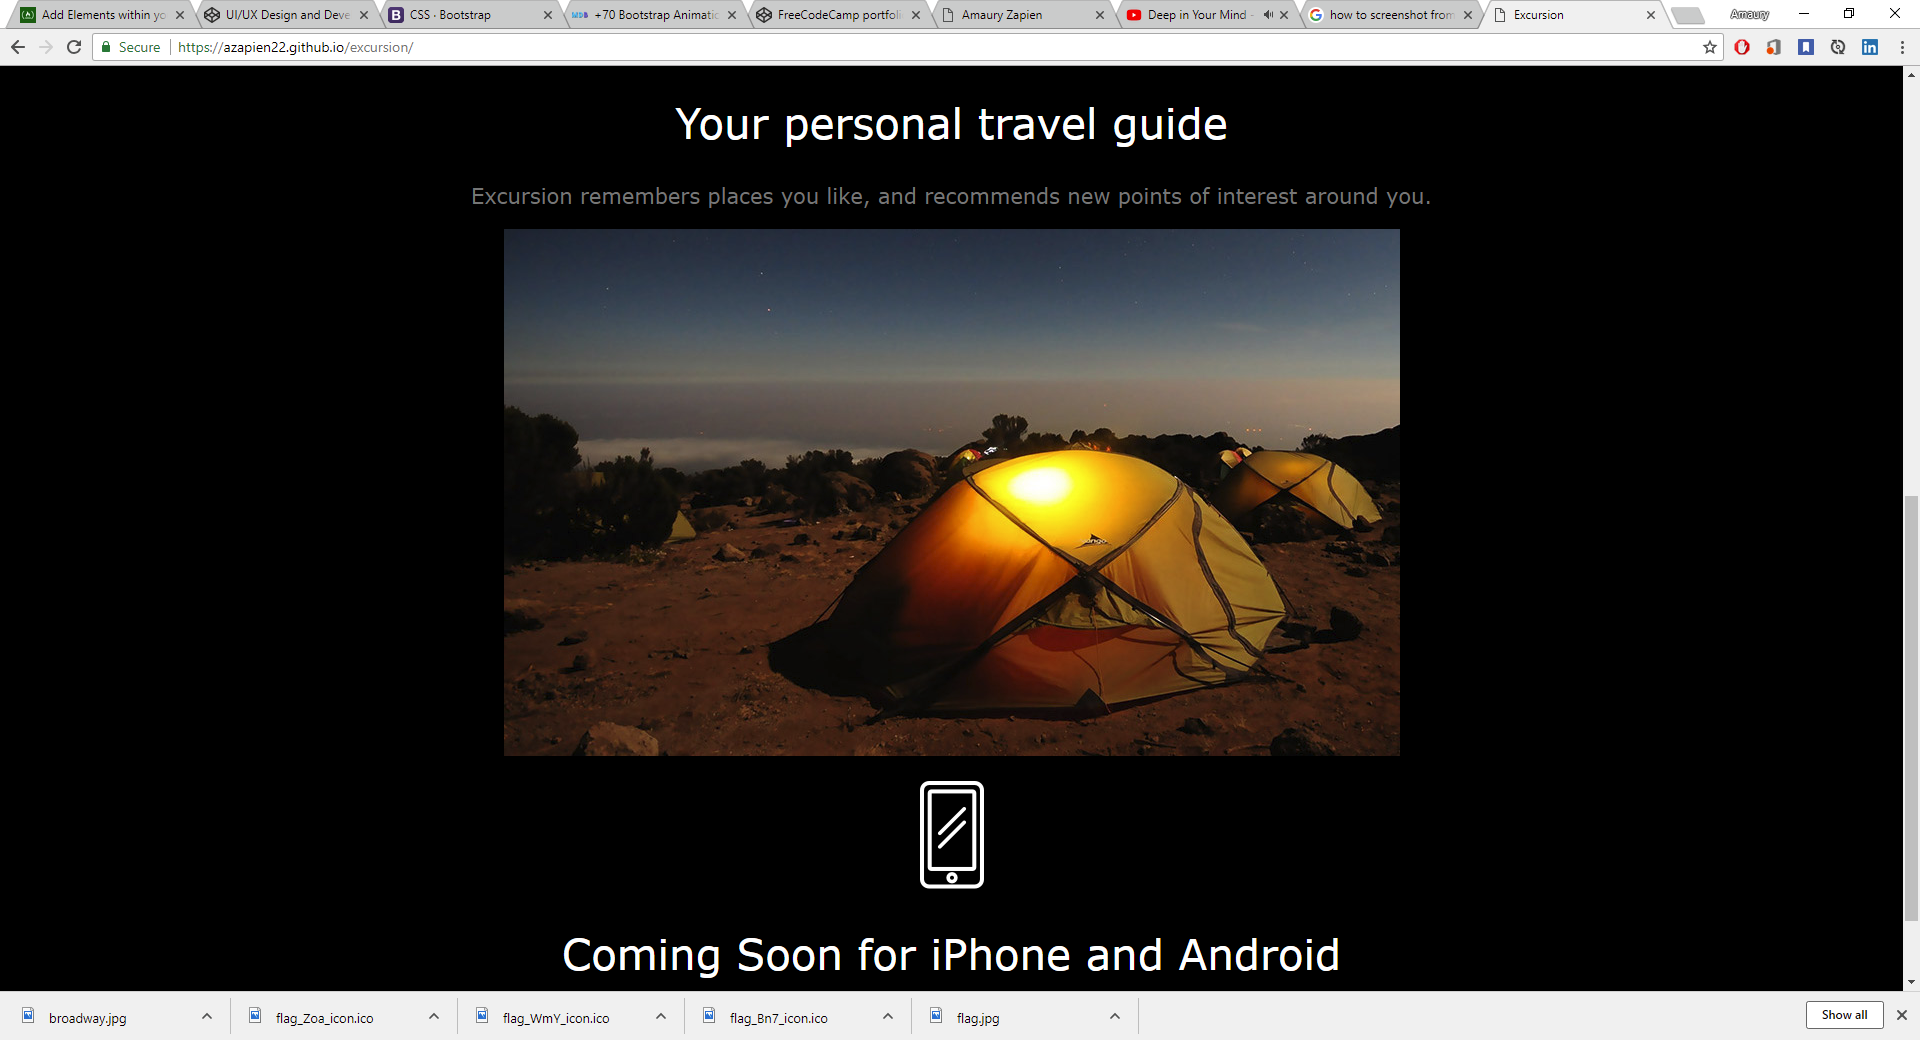 Add Elements within yo
UI/UX Design and Deve
CSS · Bootstrap
+70 Bootstrap Animatic
FreeCodeCamp portfoli
Amaury Zapien
Deep in Your Mind -
how to screenshot from
Excursion
Amaury
Secure
https://azapien22.github.io/excursion/
Your personal travel guide
Excursion remembers places you like, and recommends new points of interest around you.
Coming Soon for iPhone and Android
broadway.jpg
flag_Zoa_icon.ico
flag_WmY_icon.ico
flag_Bn7_icon.ico
flag.jpg
Show all